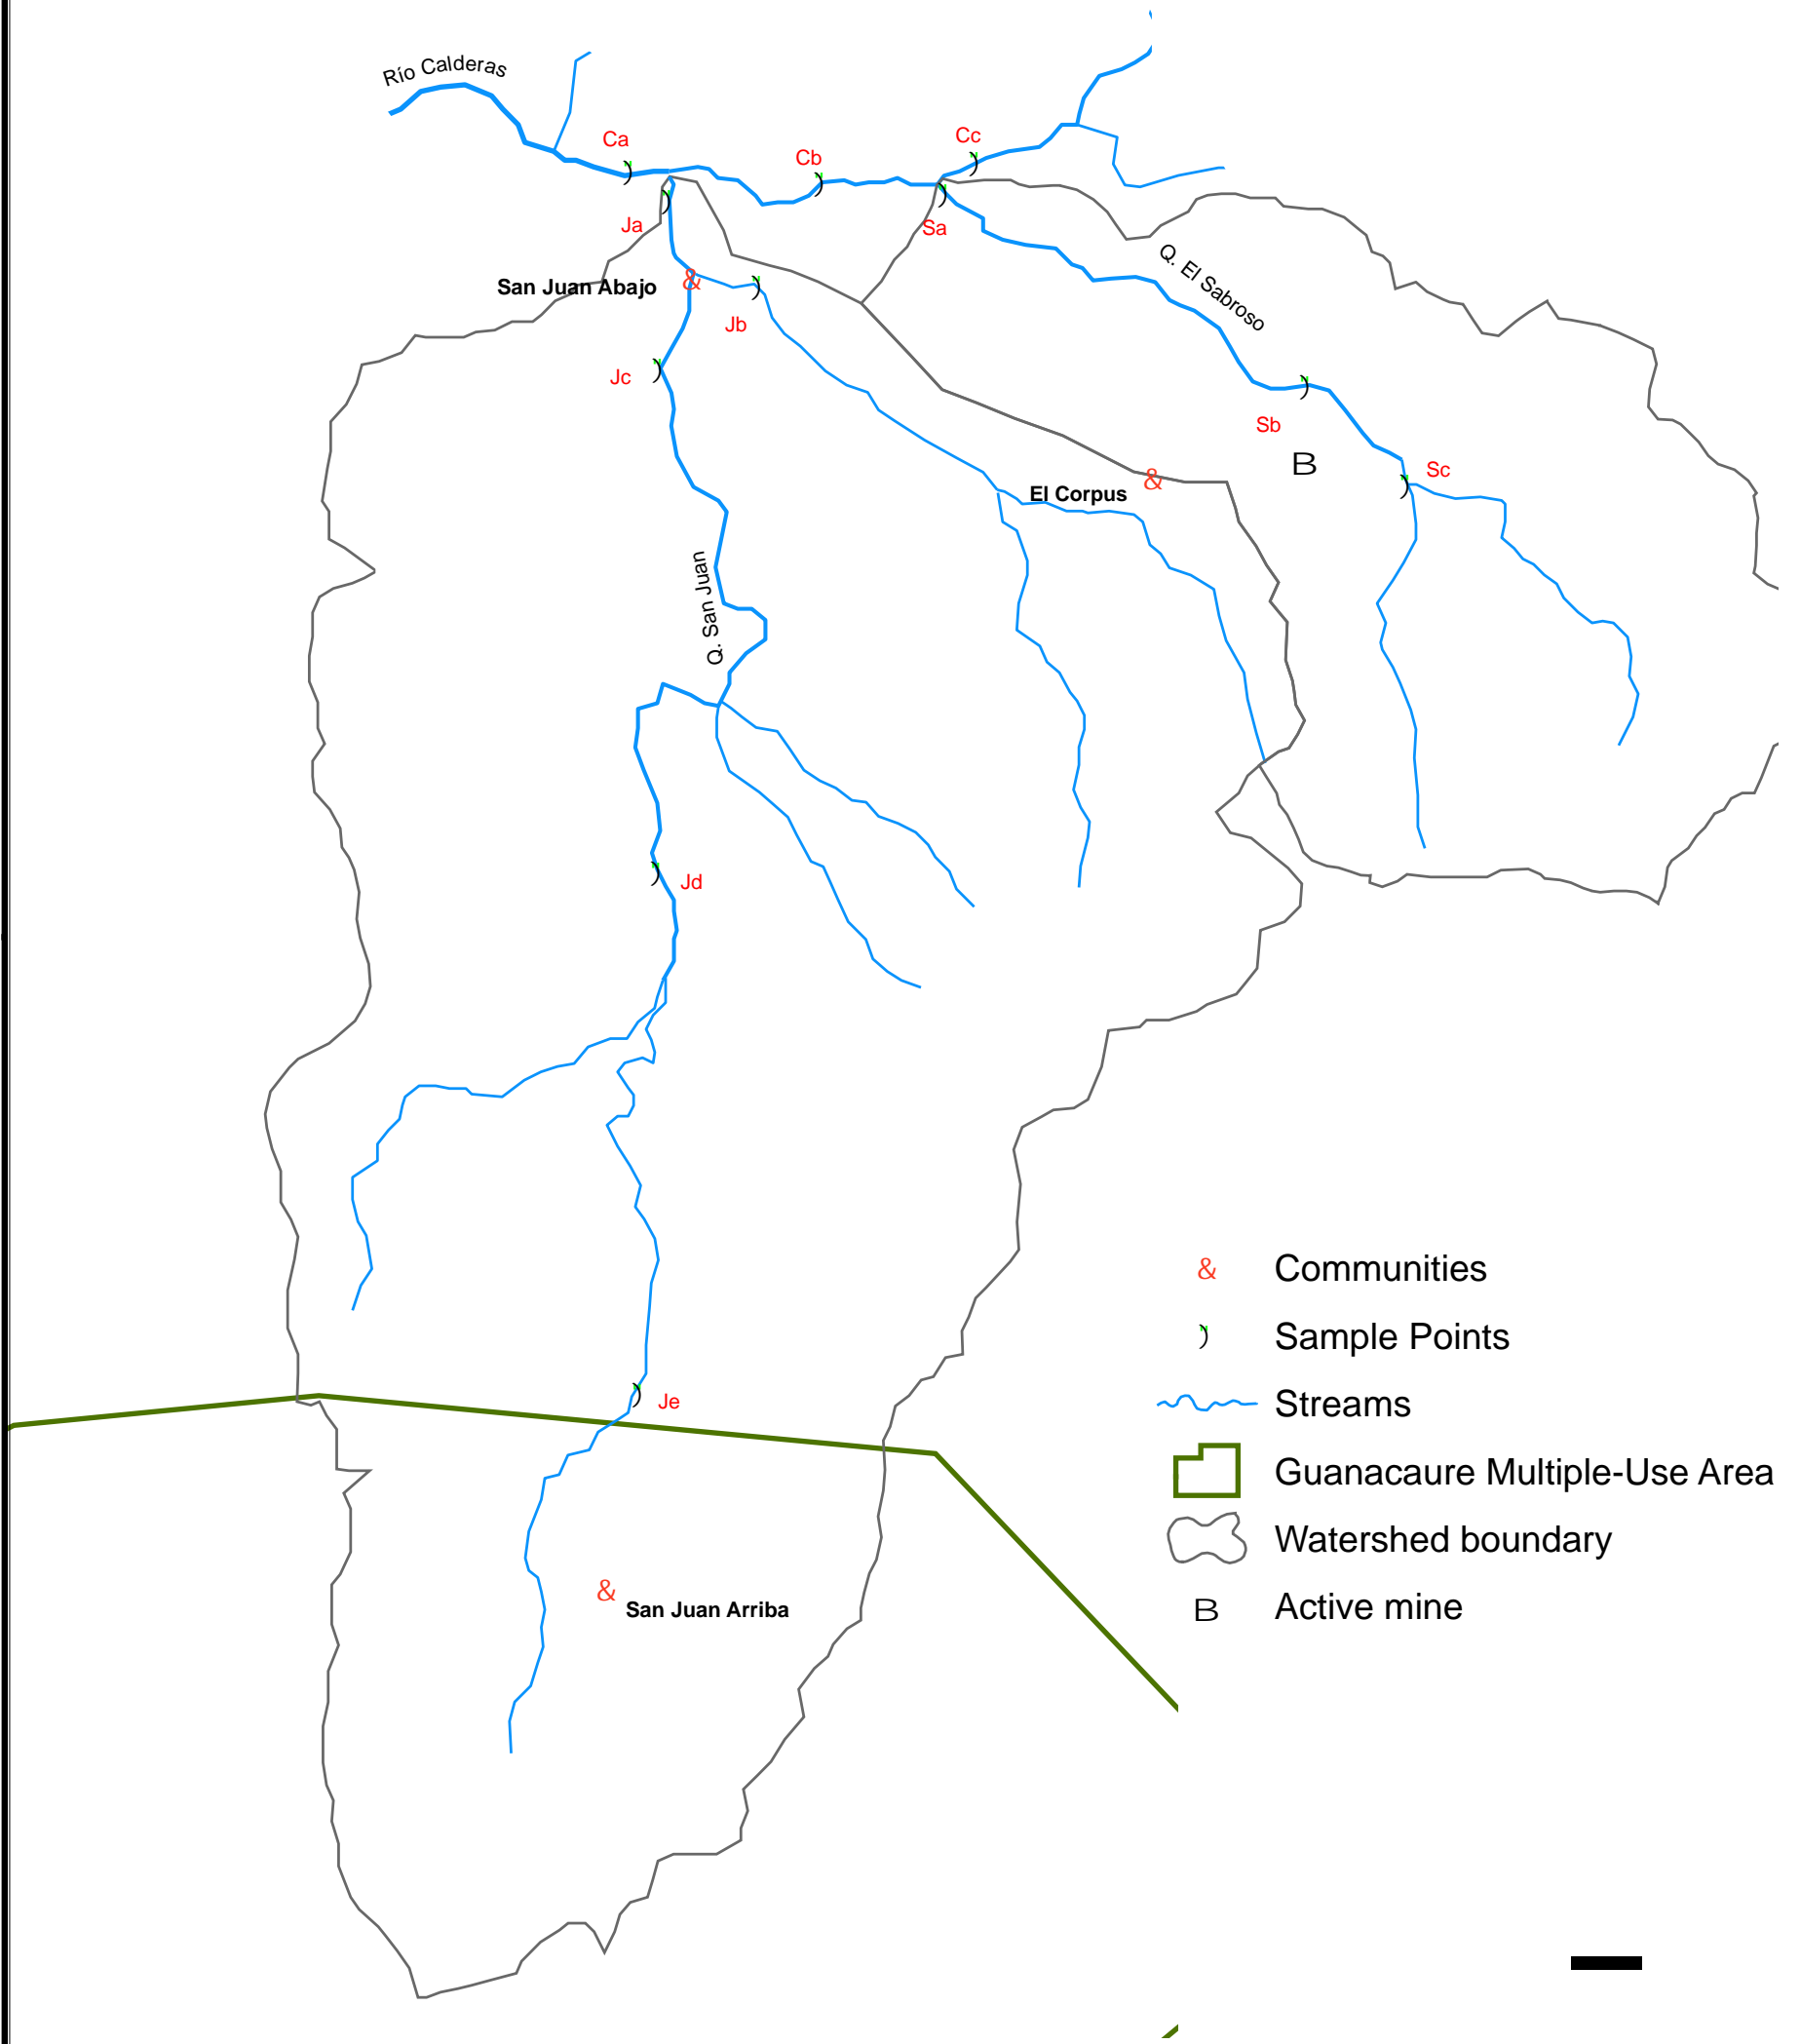 Río Calderas
Ca
Cb
Cc
Ja
Sa
San Juan Abajo
&
Jb
Q. El Sabroso
Jc
Sb
B
Sc
&
El Corpus
Q. San Juan
Jd
Je
&
San Juan Arriba
& Communities
Sample Points
Streams
Guanacaure Multiple-Use Area
Watershed boundary
B Active mine